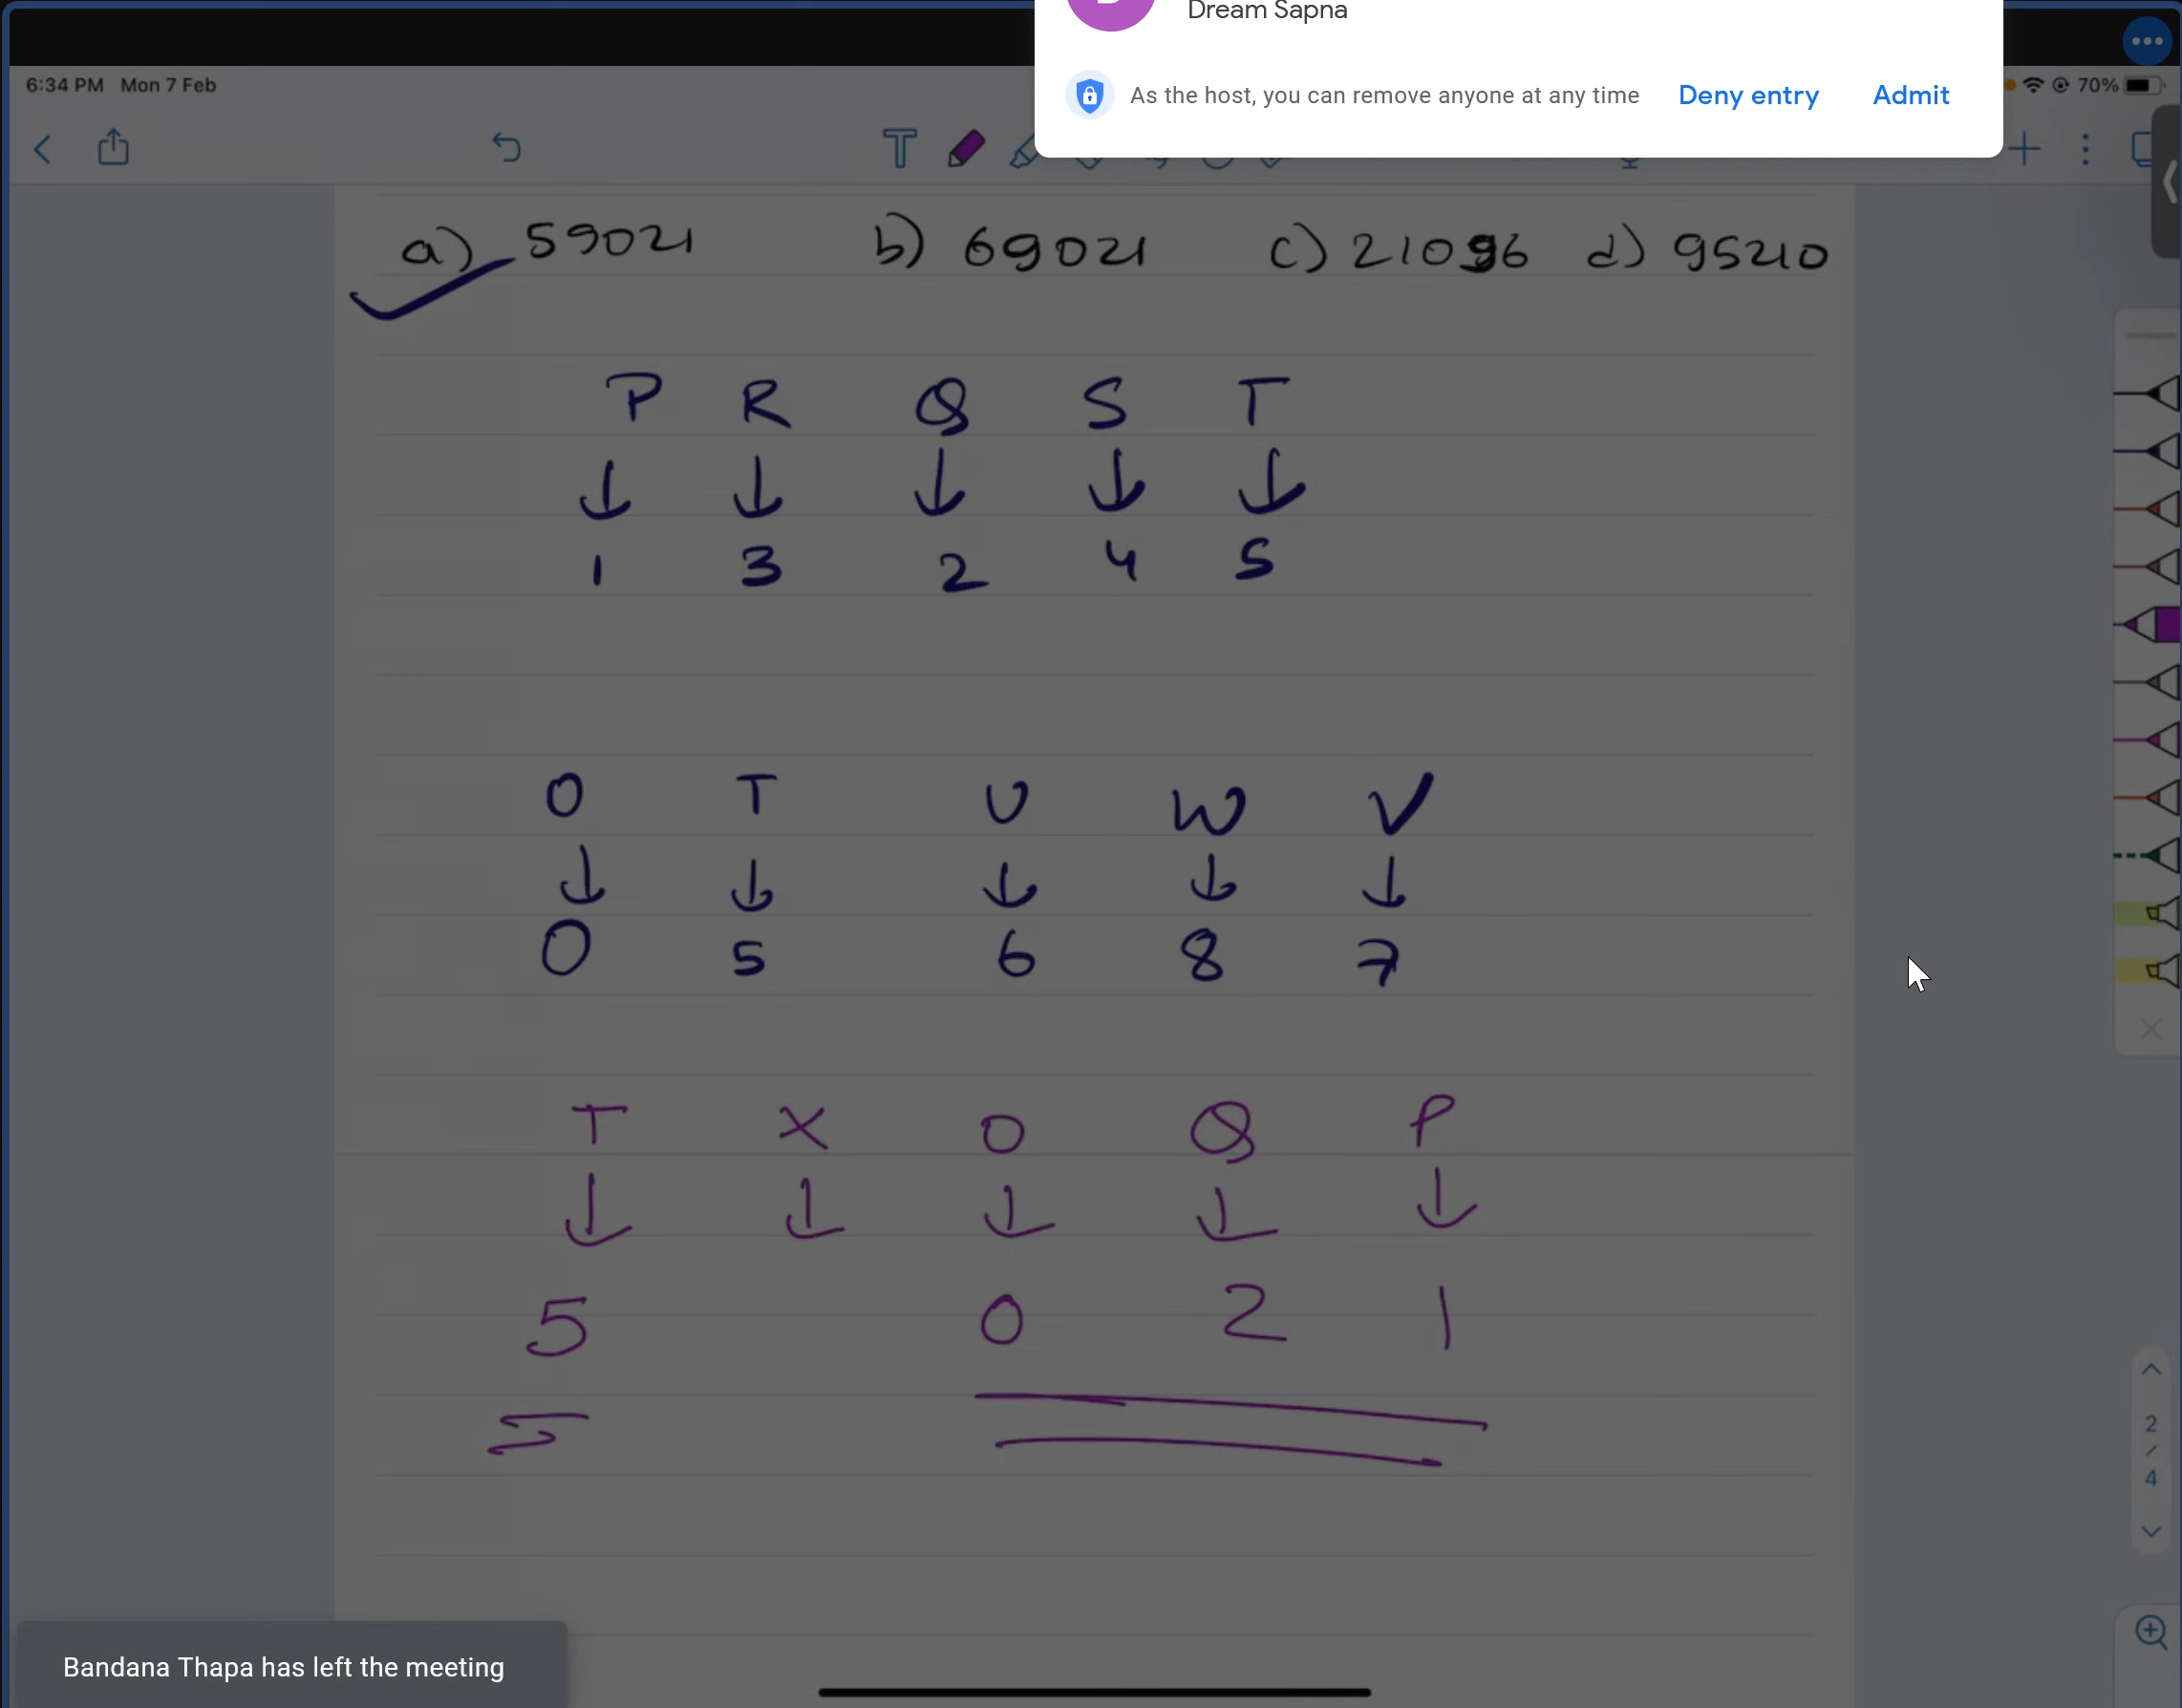 Dream Sapna
As the host, you can remove anyone at any time Deny entry Admit
6:34 PM Mon 7 Feb 70%
T
a) 59021 b) 69021 c) 21096 d) 95210
P R Q S T
1 3 2 4 5
O T U W V
0 5 6 8 7
T X O Q P
5 0 2 1
2
/
4
Bandana Thapa has left the meeting